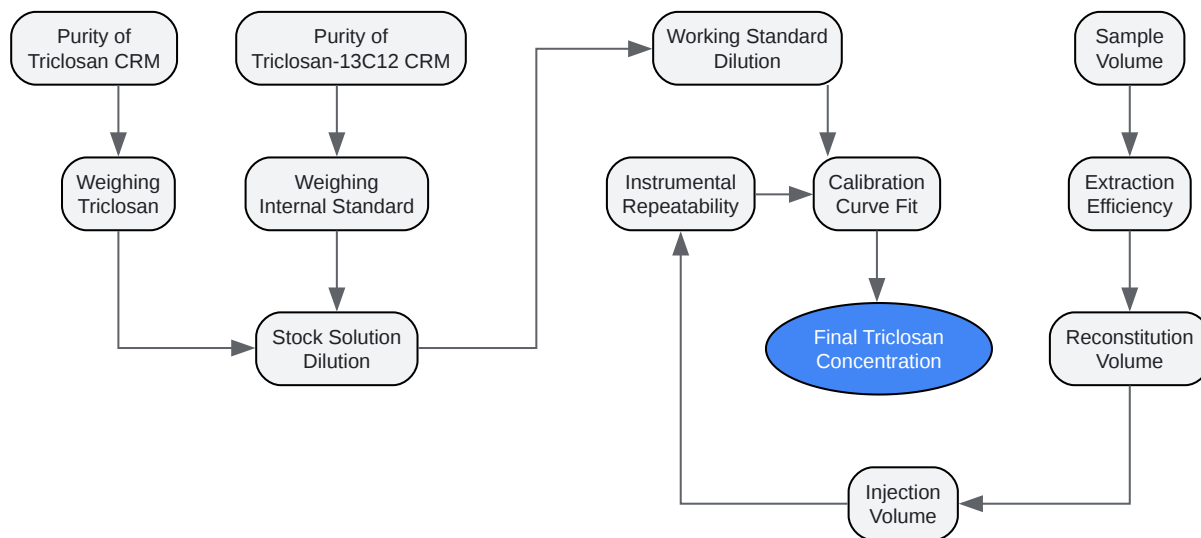 Purity of
Triclosan CRM
Purity of
Triclosan-13C12 CRM
Working Standard
Dilution
Sample
Volume
Weighing
Triclosan
Weighing
Internal Standard
Instrumental
Repeatability
Calibration
Curve Fit
Extraction
Efficiency
Stock Solution
Dilution
Final Triclosan
Concentration
Reconstitution
Volume
Injection
Volume